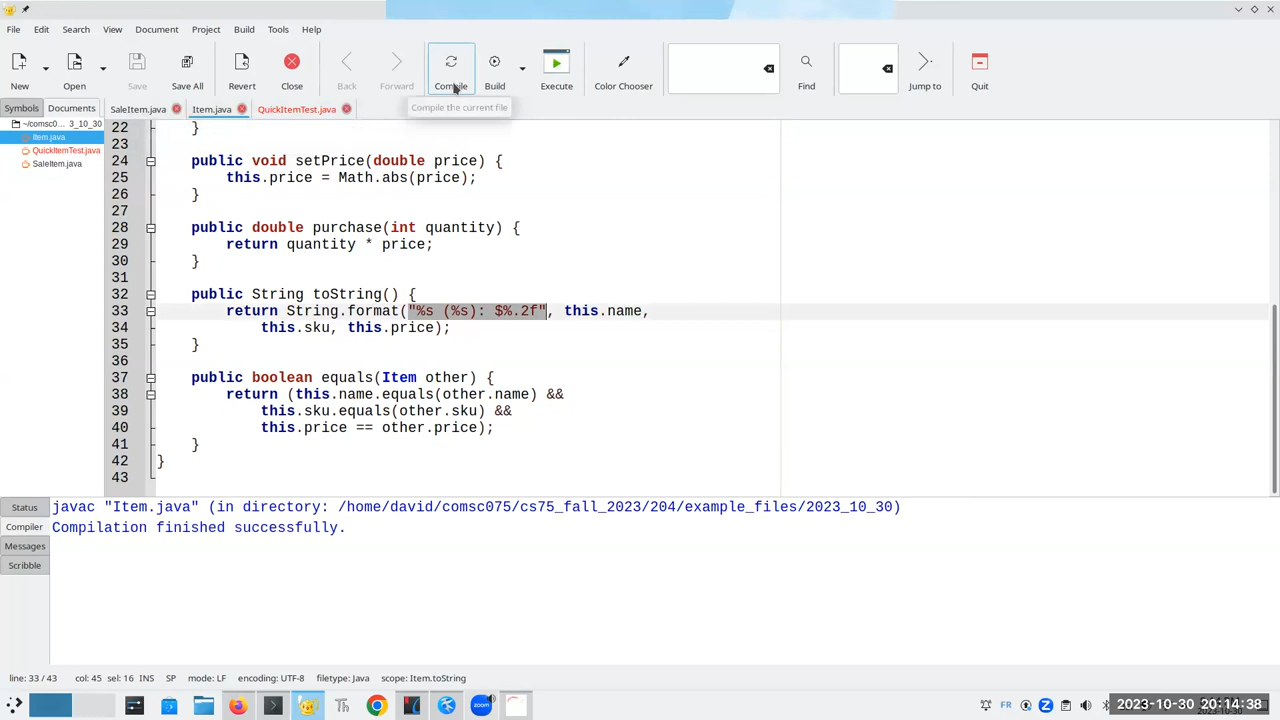 File Edit Search View Document Project Build Tools Help
New Open Save Save All Revert Close Back Forward Compile Build Execute Color Chooser Find Jump to Quit
Symbols Documents SaleItem.java Item.java QuickItemTest.java
Compile the current file
~/comsc0... 3_10_30
Item.java
QuickItemTest.java
SaleItem.java
22 }
23
24 public void setPrice(double price) {
25 this.price = Math.abs(price);
26 }
27
28 public double purchase(int quantity) {
29 return quantity * price;
30 }
31
32 public String toString() {
33 return String.format("%s (%s): $%.2f", this.name,
34 this.sku, this.price);
35 }
36
37 public boolean equals(Item other) {
38 return (this.name.equals(other.name) &&
39 this.sku.equals(other.sku) &&
40 this.price == other.price);
41 }
42 }
43
Status
Compiler
Messages
Scribble
javac "Item.java" (in directory: /home/david/comsc075/cs75_fall_2023/204/example_files/2023_10_30)
Compilation finished successfully.
line: 33 / 43 col: 45 sel: 16 INS SP mode: LF encoding: UTF-8 filetype: Java scope: Item.toString
Th zoom FR Z
2023-10-30 20:14:38